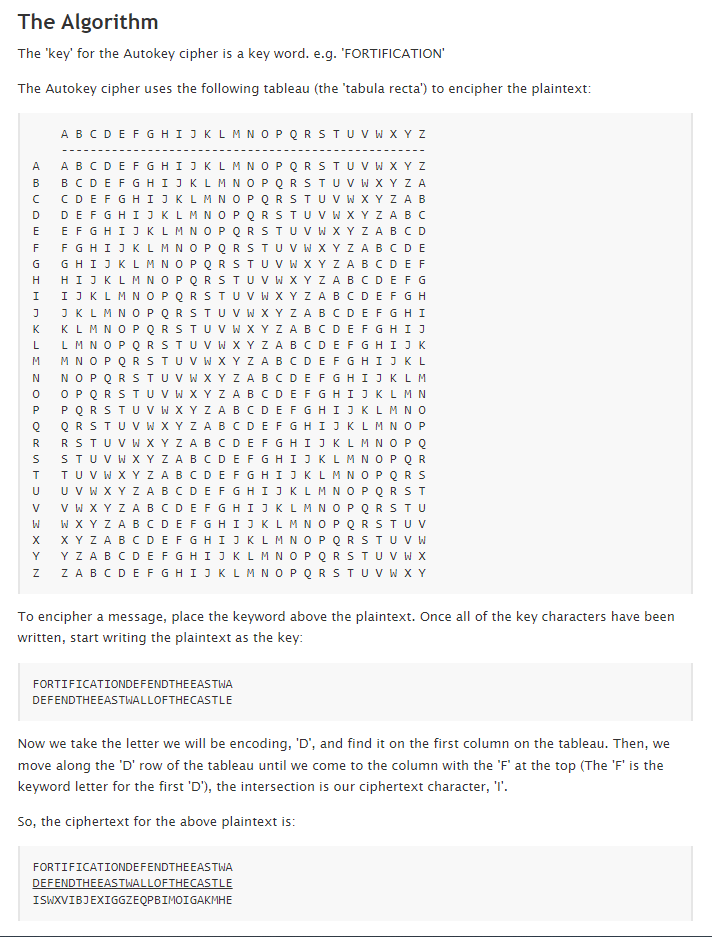 The Algorithm
The 'key' for the Autokey cipher is a key word. e.g. 'FORTIFICATION'
The Autokey cipher uses the following tableau (the 'tabula recta') to encipher the plaintext:
A B C D E F G H I J K L M N O P Q R S T U V W X Y Z
---------------------------------------------------
A A B C D E F G H I J K L M N O P Q R S T U V W X Y Z
B B C D E F G H I J K L M N O P Q R S T U V W X Y Z A
C C D E F G H I J K L M N O P Q R S T U V W X Y Z A B
D D E F G H I J K L M N O P Q R S T U V W X Y Z A B C
E E F G H I J K L M N O P Q R S T U V W X Y Z A B C D
F F G H I J K L M N O P Q R S T U V W X Y Z A B C D E
G G H I J K L M N O P Q R S T U V W X Y Z A B C D E F
H H I J K L M N O P Q R S T U V W X Y Z A B C D E F G
I I J K L M N O P Q R S T U V W X Y Z A B C D E F G H
J J K L M N O P Q R S T U V W X Y Z A B C D E F G H I
K K L M N O P Q R S T U V W X Y Z A B C D E F G H I J
L L M N O P Q R S T U V W X Y Z A B C D E F G H I J K
M M N O P Q R S T U V W X Y Z A B C D E F G H I J K L
N N O P Q R S T U V W X Y Z A B C D E F G H I J K L M
O O P Q R S T U V W X Y Z A B C D E F G H I J K L M N
P P Q R S T U V W X Y Z A B C D E F G H I J K L M N O
Q Q R S T U V W X Y Z A B C D E F G H I J K L M N O P
R R S T U V W X Y Z A B C D E F G H I J K L M N O P Q
S S T U V W X Y Z A B C D E F G H I J K L M N O P Q R
T T U V W X Y Z A B C D E F G H I J K L M N O P Q R S
U U V W X Y Z A B C D E F G H I J K L M N O P Q R S T
V V W X Y Z A B C D E F G H I J K L M N O P Q R S T U
W W X Y Z A B C D E F G H I J K L M N O P Q R S T U V
X X Y Z A B C D E F G H I J K L M N O P Q R S T U V W
Y Y Z A B C D E F G H I J K L M N O P Q R S T U V W X
Z Z A B C D E F G H I J K L M N O P Q R S T U V W X Y
To encipher a message, place the keyword above the plaintext. Once all of the key characters have been
written, start writing the plaintext as the key:
FORTIFICATIONDEFENDTHEEASTWA
DEFENDTHEEASTWALLOFTHECASTLE
Now we take the letter we will be encoding, 'D', and find it on the first column on the tableau. Then, we
move along the 'D' row of the tableau until we come to the column with the 'F' at the top (The 'F' is the
keyword letter for the first 'D'), the intersection is our ciphertext character, 'I'.
So, the ciphertext for the above plaintext is:
FORTIFICATIONDEFENDTHEEASTWA
DEFENDTHEEASTWALLOFTHECASTLE
ISWXVIBJEXIGGZEQPBIMOIGAKMHE